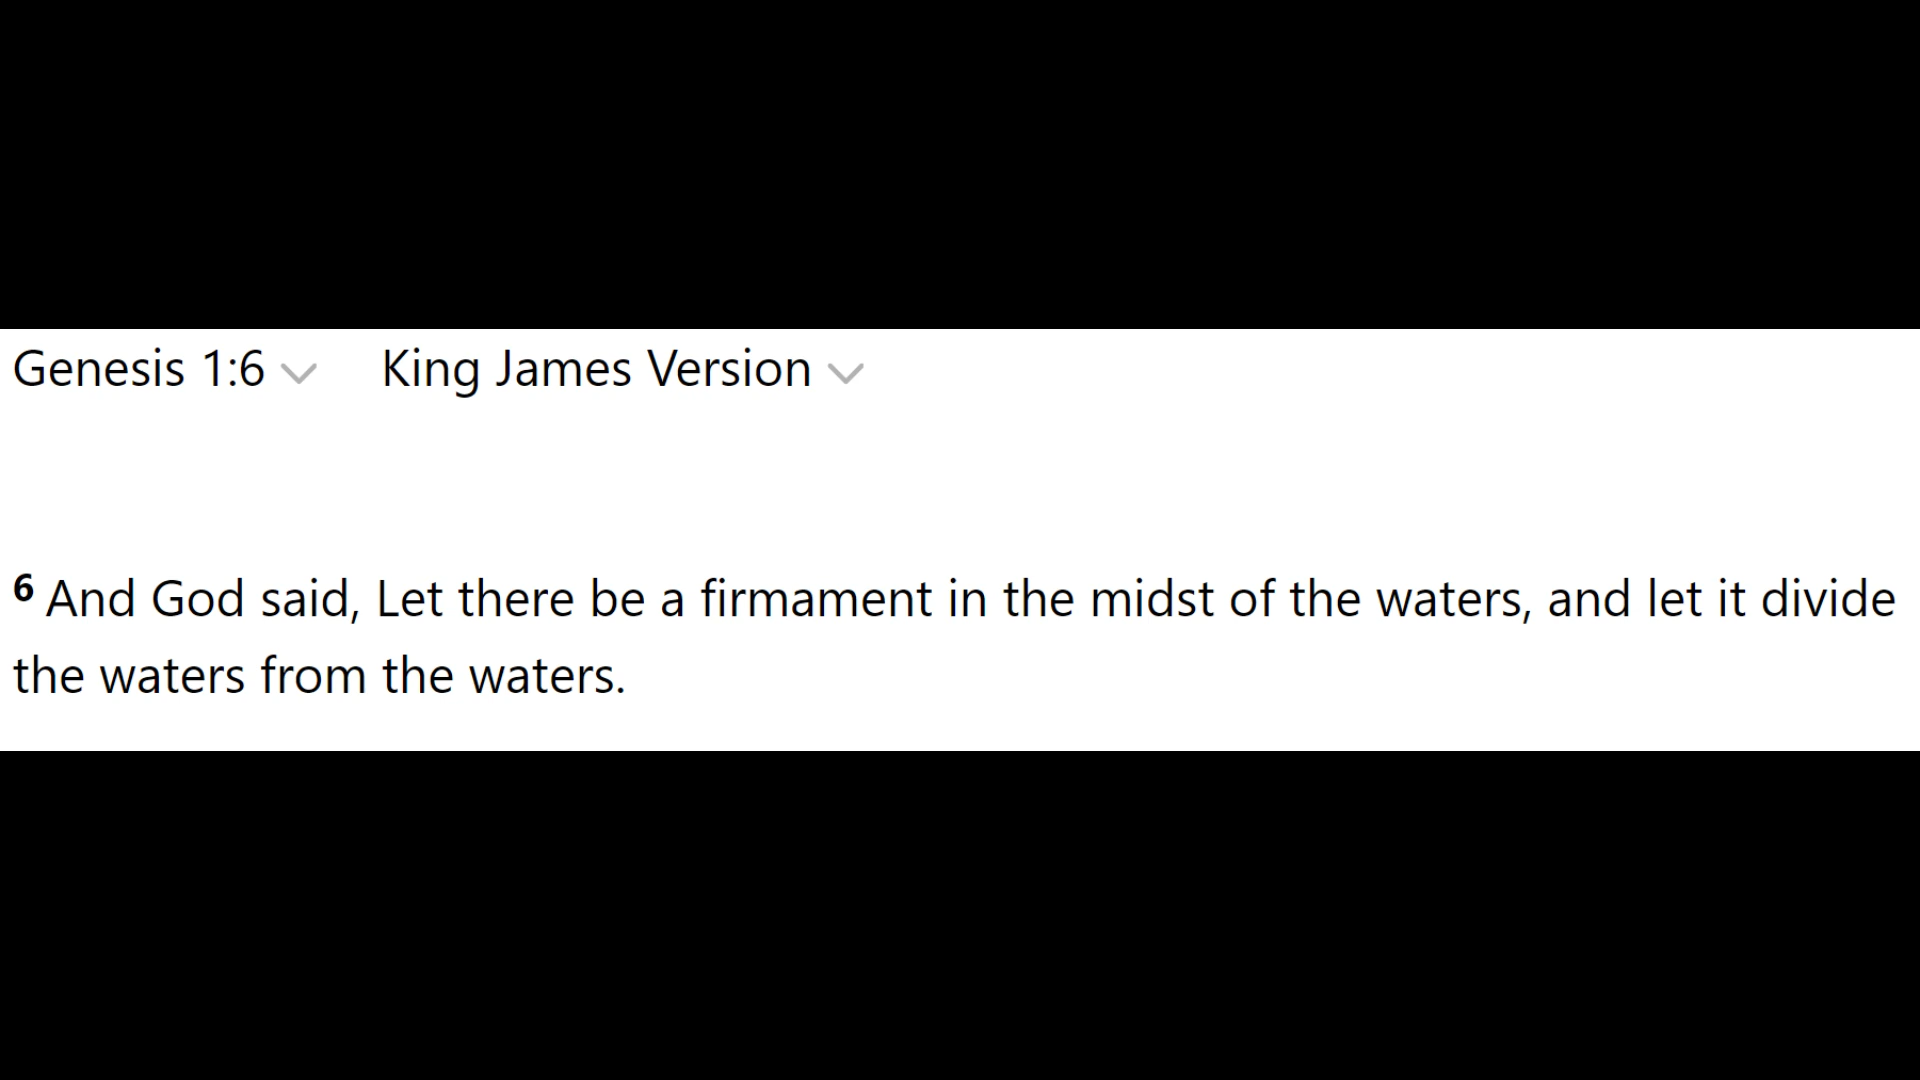 Genesis 1:6 King James Version
6 And God said, Let there be a firmament in the midst of the waters, and let it divide
the waters from the waters.